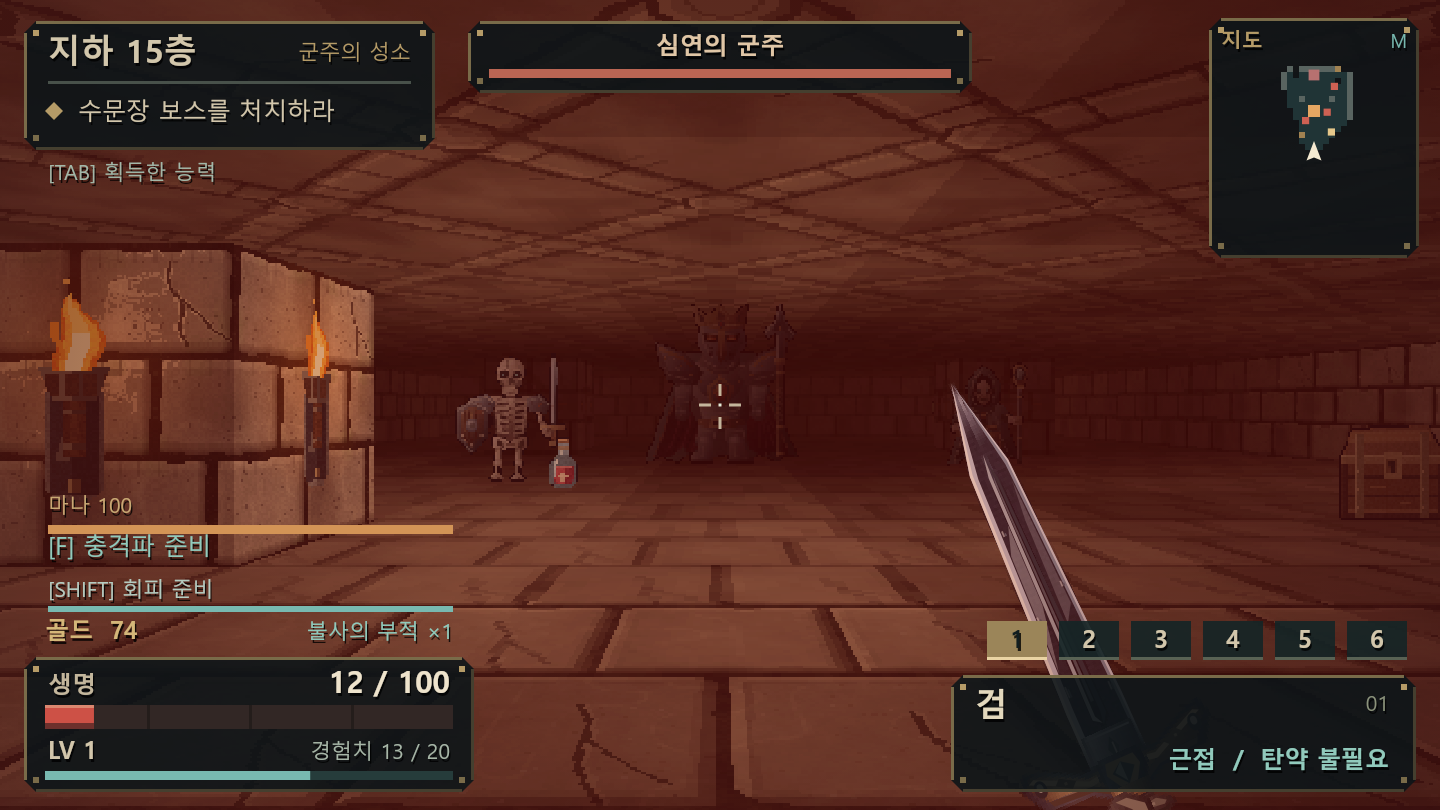 지하 15층
군주의 성소
◆ 수문장 보스를 처치하라
[TAB] 획득한 능력
심연의 군주
지도
M
마나 100
[F] 충격파 준비
[SHIFT] 회피 준비
골드 74
불사의 부적 ×1
생명
12 / 100
LV 1
경험치 13 / 20
1 2 3 4 5 6
검
01
근접 / 탄약 불필요